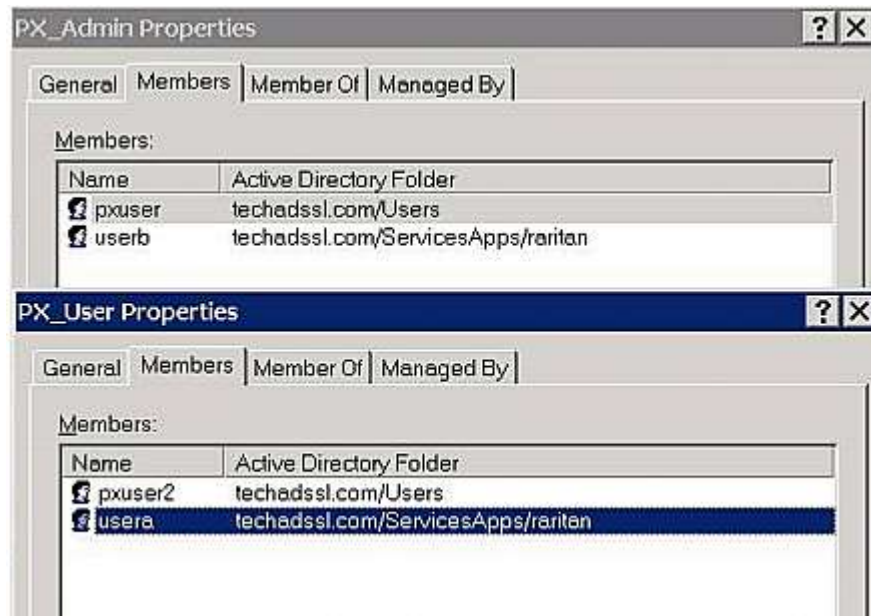 PX_Admin Properties
General Members Member Of Managed By
Members:
Name Active Directory Folder
pxuser techadssl.com/Users
userb techadssl.com/ServicesApps/raritan
PX_User Properties
General Members Member Of Managed By
Members:
Name Active Directory Folder
pxuser2 techadssl.com/Users
usera techadssl.com/ServicesApps/raritan